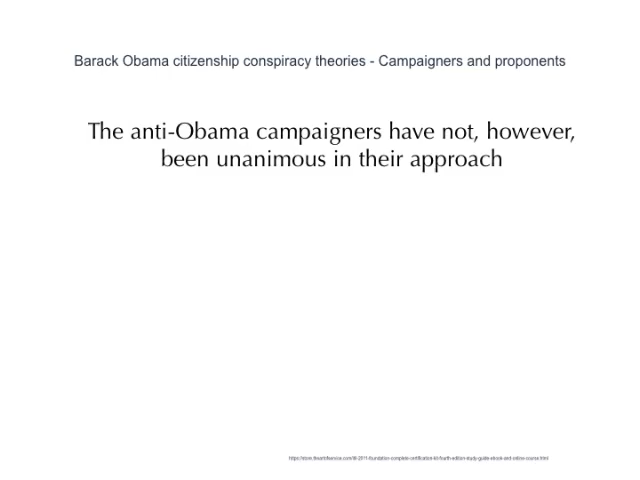 Barack Obama citizenship conspiracy theories - Campaigners and proponents
The anti-Obama campaigners have not, however,
been unanimous in their approach